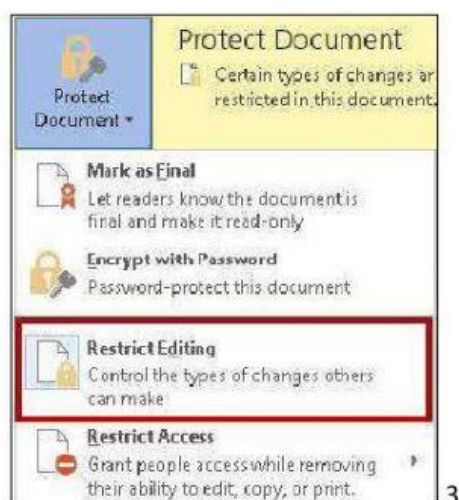 Protect Document
Certain types of changes ar
restricted in this document.
Protect
Document
Mark as Final
Let readers know the document is
final and make it read-only
Encrypt with Password
Password-protect this document
Restrict Editing
Control the types of changes others
can make
Restrict Access
Grant people access while removing
their ability to edit, copy, or print.
3